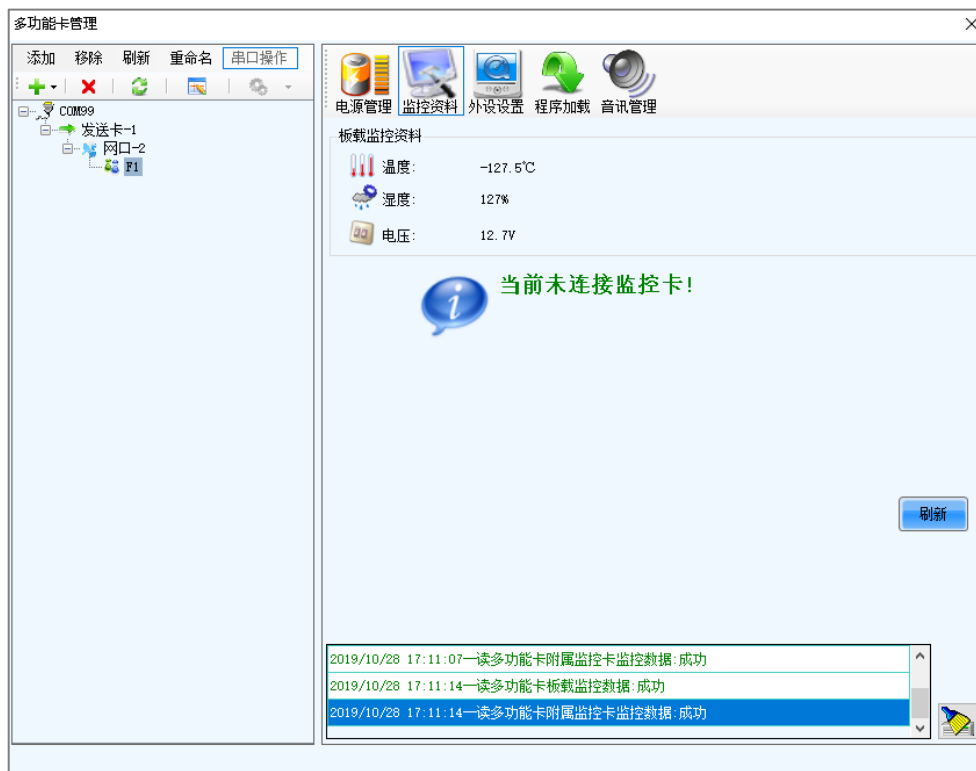 多功能卡管理
添加 移除 刷新 重命名 串口操作
COM99
发送卡-1
网口-2
F1
电源管理 监控资料 外设设置 程序加载 音讯管理
板载监控资料
温度: -127.5℃
湿度: 127%
电压: 12.7V
当前未连接监控卡!
刷新
2019/10/28 17:11:07—读多功能卡附属监控卡监控数据:成功
2019/10/28 17:11:14—读多功能卡板载监控数据:成功
2019/10/28 17:11:14—读多功能卡附属监控卡监控数据:成功